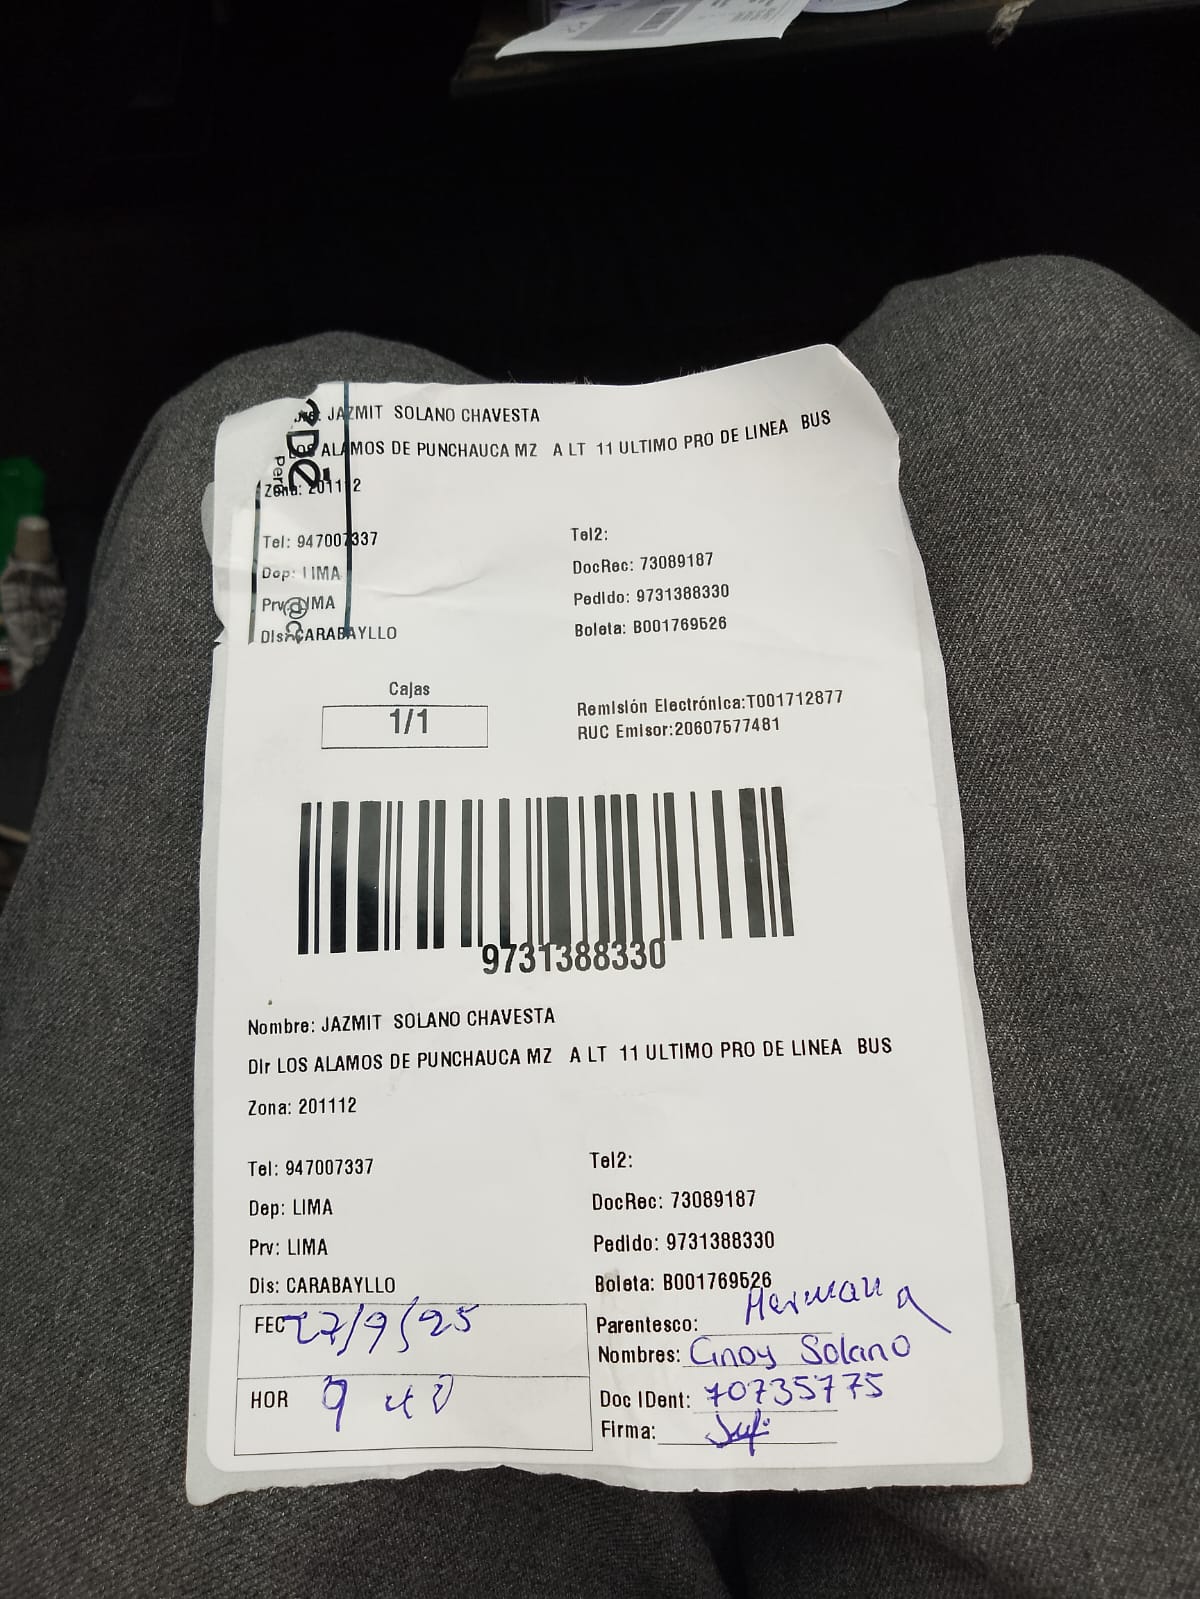 JAZMIT SOLANO CHAVESTA
LOS ALAMOS DE PUNCHAUCA MZ A LT 11 ULTIMO PRO DE LINEA BUS
Zona: 201112
Tel: 947007337 Tel2:
Dep: LIMA DocRec: 73089187
Prv: LIMA Pedido: 9731388330
Dis: CARABAYLLO Boleta: B001769526
Cajas
1/1
Remisión Electrónica:T001712877
RUC Emisor:20607577481
9731388330
Nombre: JAZMIT SOLANO CHAVESTA
Dir LOS ALAMOS DE PUNCHAUCA MZ A LT 11 ULTIMO PRO DE LINEA BUS
Zona: 201112
Tel: 947007337 Tel2:
Dep: LIMA DocRec: 73089187
Prv: LIMA Pedido: 9731388330
Dis: CARABAYLLO Boleta: B001769526
FEC 27/9/25 Parentesco: Hermana
Nombres: Cindy Solano
HOR 9 40 Doc IDent: 70735775
Firma: